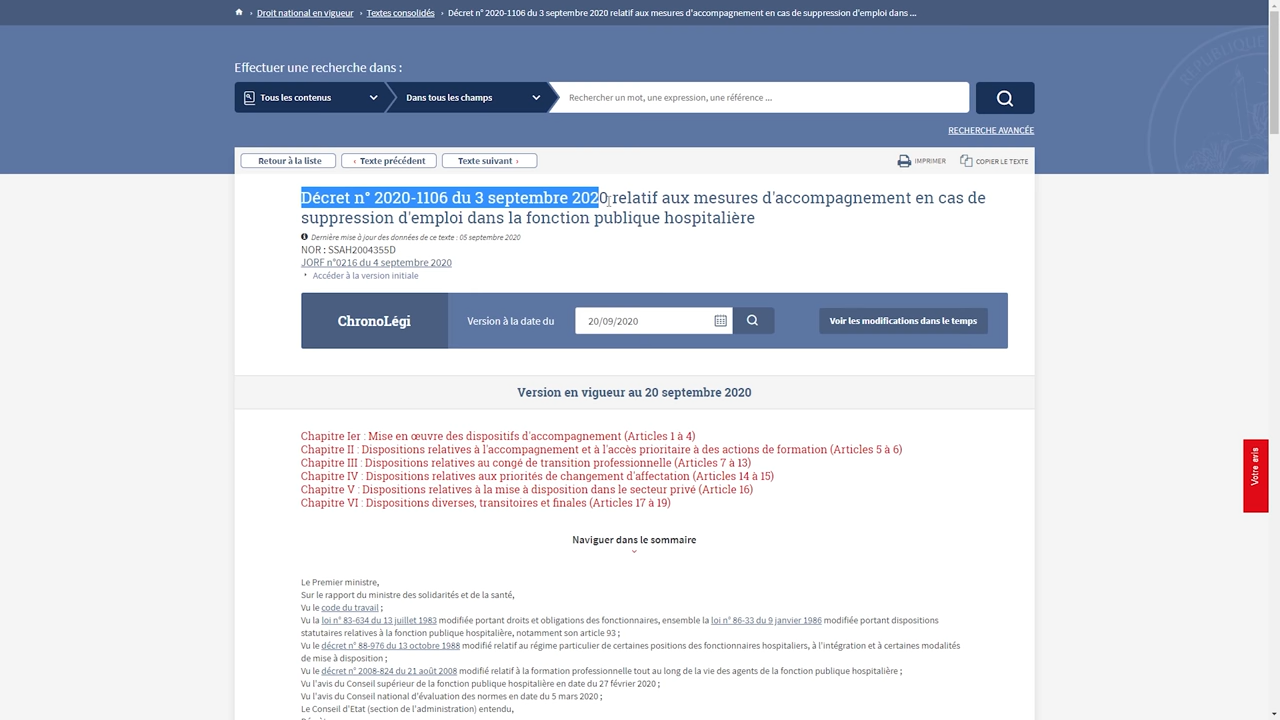 Droit national en vigueur › Textes consolidés › Décret n° 2020-1106 du 3 septembre 2020 relatif aux mesures d'accompagnement en cas de suppression d'emploi dans ...
Effectuer une recherche dans :
Tous les contenus
Dans tous les champs
Rechercher un mot, une expression, une référence ...
RECHERCHE AVANCÉE
Retour à la liste
‹ Texte précédent
Texte suivant ›
IMPRIMER
COPIER LE TEXTE
Décret n° 2020-1106 du 3 septembre 2020 relatif aux mesures d'accompagnement en cas de
suppression d'emploi dans la fonction publique hospitalière
Dernière mise à jour des données de ce texte : 05 septembre 2020
NOR : SSAH2004355D
JORF n°0216 du 4 septembre 2020
Accéder à la version initiale
ChronoLégi
Version à la date du
20/09/2020
Voir les modifications dans le temps
Version en vigueur au 20 septembre 2020
Chapitre Ier : Mise en œuvre des dispositifs d'accompagnement (Articles 1 à 4)
Chapitre II : Dispositions relatives à l'accompagnement et à l'accès prioritaire à des actions de formation (Articles 5 à 6)
Chapitre III : Dispositions relatives au congé de transition professionnelle (Articles 7 à 13)
Chapitre IV : Dispositions relatives aux priorités de changement d'affectation (Articles 14 à 15)
Chapitre V : Dispositions relatives à la mise à disposition dans le secteur privé (Article 16)
Chapitre VI : Dispositions diverses, transitoires et finales (Articles 17 à 19)
Votre avis
Naviguer dans le sommaire
Le Premier ministre,
Sur le rapport du ministre des solidarités et de la santé,
Vu le code du travail ;
Vu la loi n° 83-634 du 13 juillet 1983 modifiée portant droits et obligations des fonctionnaires, ensemble la loi n° 86-33 du 9 janvier 1986 modifiée portant dispositions
statutaires relatives à la fonction publique hospitalière, notamment son article 93 ;
Vu le décret n° 88-976 du 13 octobre 1988 modifié relatif au régime particulier de certaines positions des fonctionnaires hospitaliers, à l'intégration et à certaines modalités
de mise à disposition ;
Vu le décret n° 2008-824 du 21 août 2008 modifié relatif à la formation professionnelle tout au long de la vie des agents de la fonction publique hospitalière ;
Vu l'avis du Conseil supérieur de la fonction publique hospitalière en date du 27 février 2020 ;
Vu l'avis du Conseil national d'évaluation des normes en date du 5 mars 2020 ;
Le Conseil d'Etat (section de l'administration) entendu,